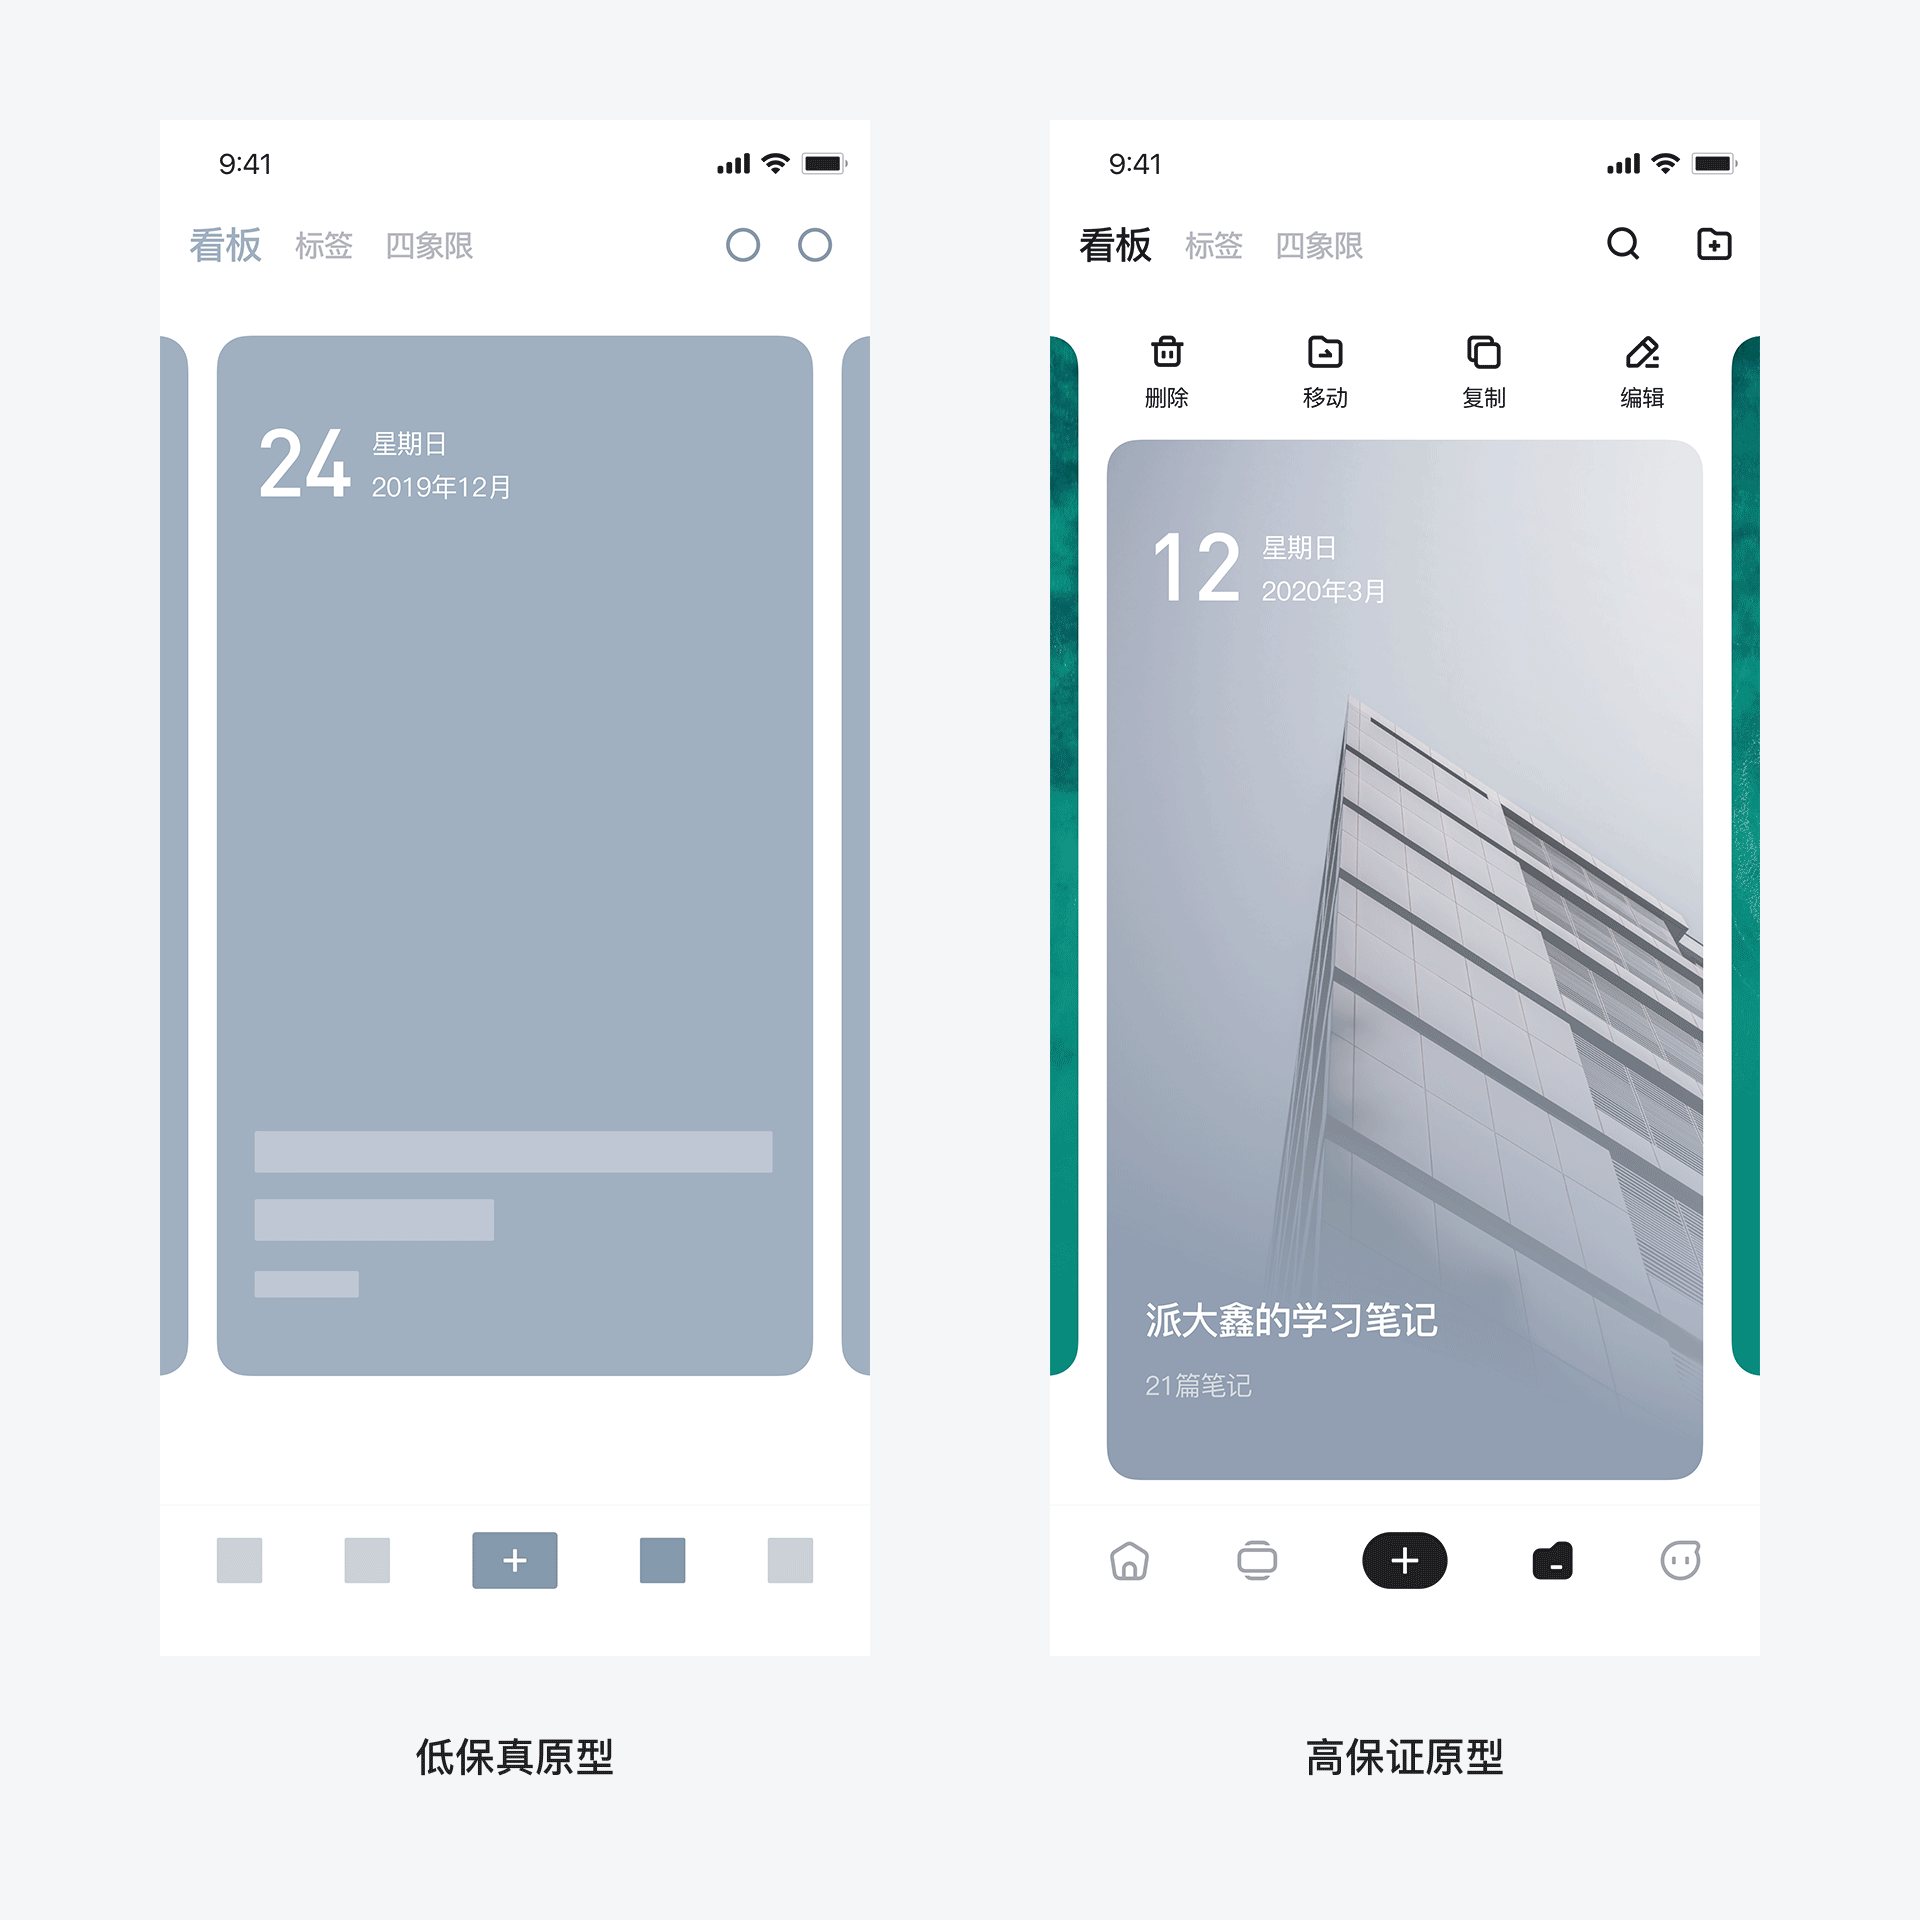 9:41
看板 标签 四象限
24
星期日
2019年12月
+
低保真原型
9:41
看板 标签 四象限
删除 移动 复制 编辑
12
星期日
2020年3月
派大鑫的学习笔记
21篇笔记
+
高保证原型